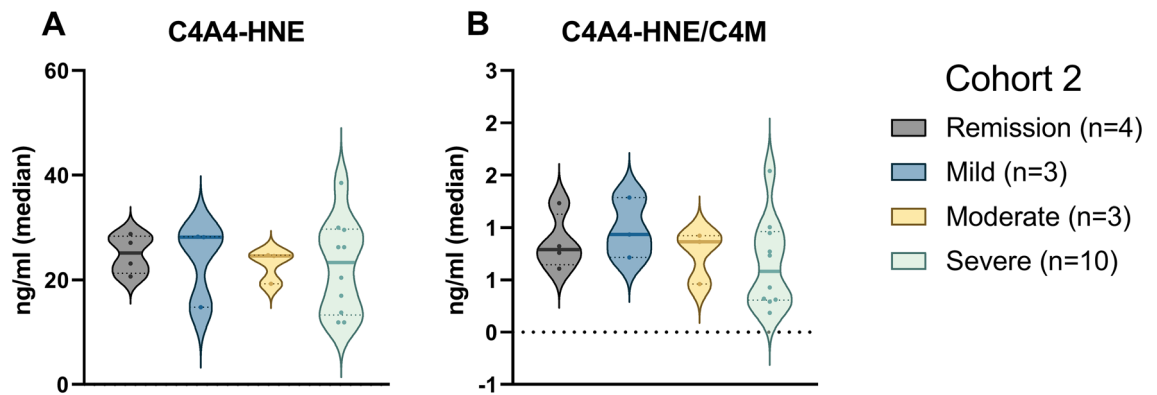 A
C4A4-HNE
ng/ml (median)
60
40
20
0
B
C4A4-HNE/C4M
ng/ml (median)
3
2
2
1
1
0
-1
Cohort 2
Remission (n=4)
Mild (n=3)
Moderate (n=3)
Severe (n=10)